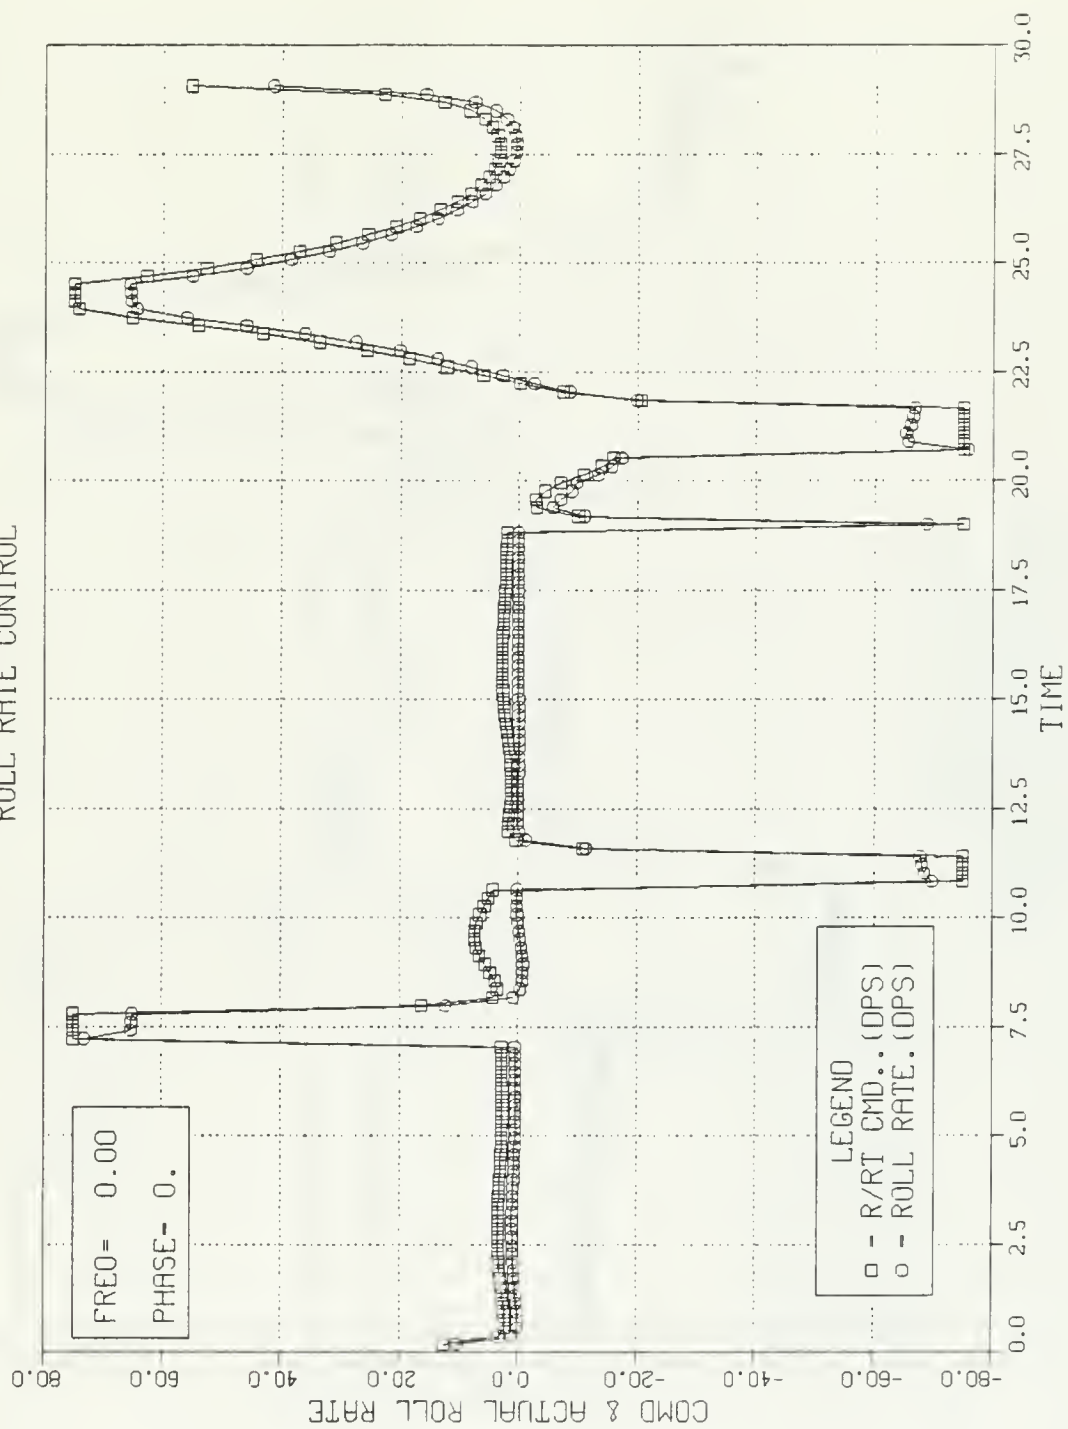 ROLL RATE CONTROL
FREQ= 0.00
PHASE- 0.
COMD & ACTUAL ROLL RATE
80.0
60.0
40.0
20.0
0.0
-20.0
-40.0
-60.0
-80.0
LEGEND
□ - R/RT CMD..(DPS)
○ - ROLL RATE.(DPS)
0.0 2.5 5.0 7.5 10.0 12.5 15.0 17.5 20.0 22.5 25.0 27.5 30.0
TIME